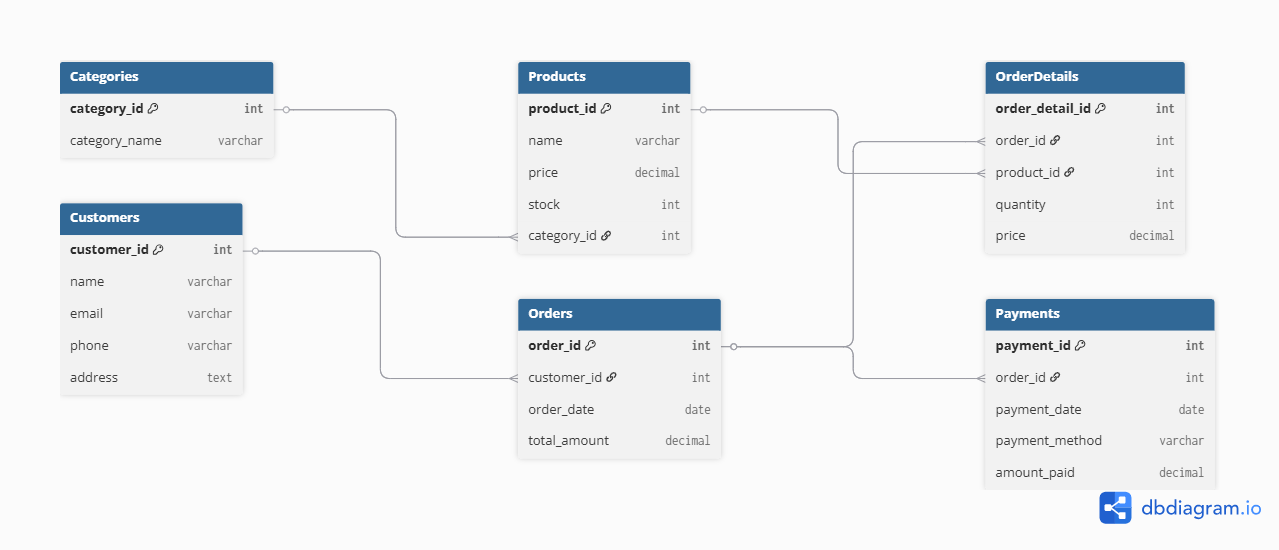 Categories
category_id int
category_name varchar
Customers
customer_id int
name varchar
email varchar
phone varchar
address text
Products
product_id int
name varchar
price decimal
stock int
category_id int
Orders
order_id int
customer_id int
order_date date
total_amount decimal
OrderDetails
order_detail_id int
order_id int
product_id int
quantity int
price decimal
Payments
payment_id int
order_id int
payment_date date
payment_method varchar
amount_paid decimal
dbdiagram.io